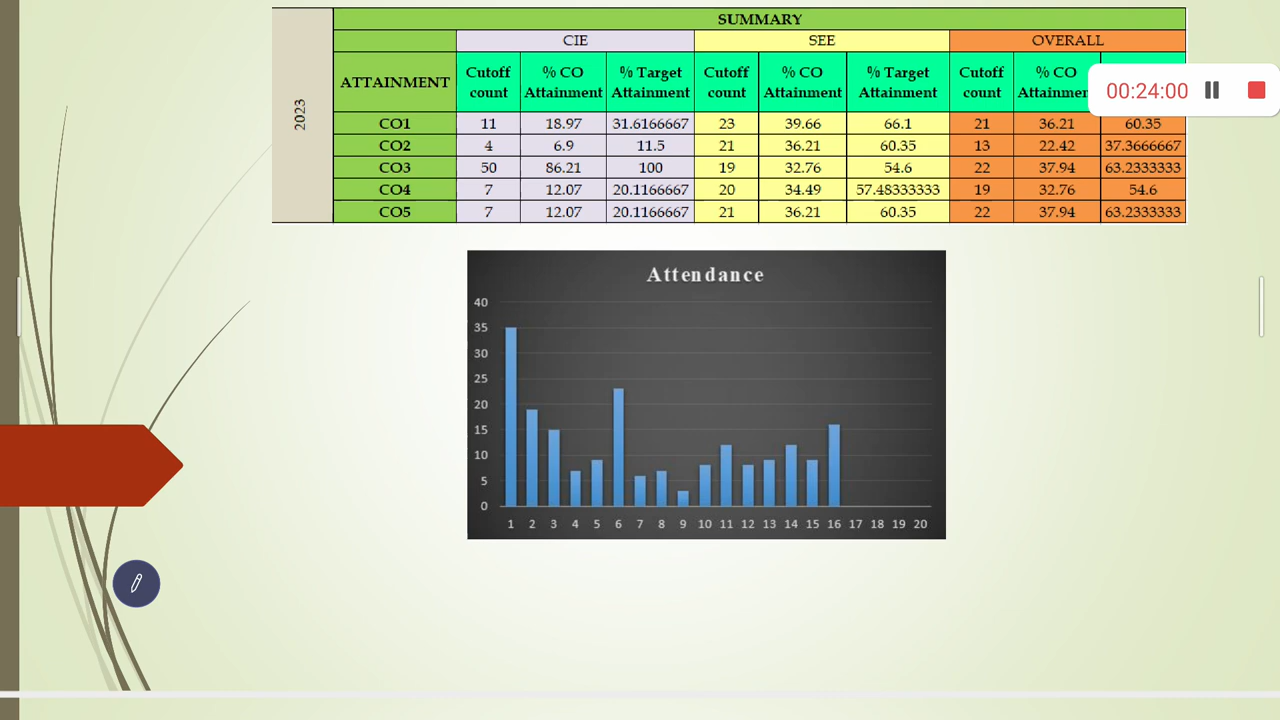 SUMMARY
CIE SEE OVERALL
2023
ATTAINMENT Cutoff count % CO Attainment % Target Attainment Cutoff count % CO Attainment % Target Attainment Cutoff count % CO
00:24:00
CO1 11 18.97 31.6166667 23 39.66 66.1 21 36.21 60.35
CO2 4 6.9 11.5 21 36.21 60.35 13 22.42 37.3666667
CO3 50 86.21 100 19 32.76 54.6 22 37.94 63.2333333
CO4 7 12.07 20.1166667 20 34.49 57.48333333 19 32.76 54.6
CO5 7 12.07 20.1166667 21 36.21 60.35 22 37.94 63.2333333
Attendance
40
35
30
25
20
15
10
5
0
1 2 3 4 5 6 7 8 9 10 11 12 13 14 15 16 17 18 19 20